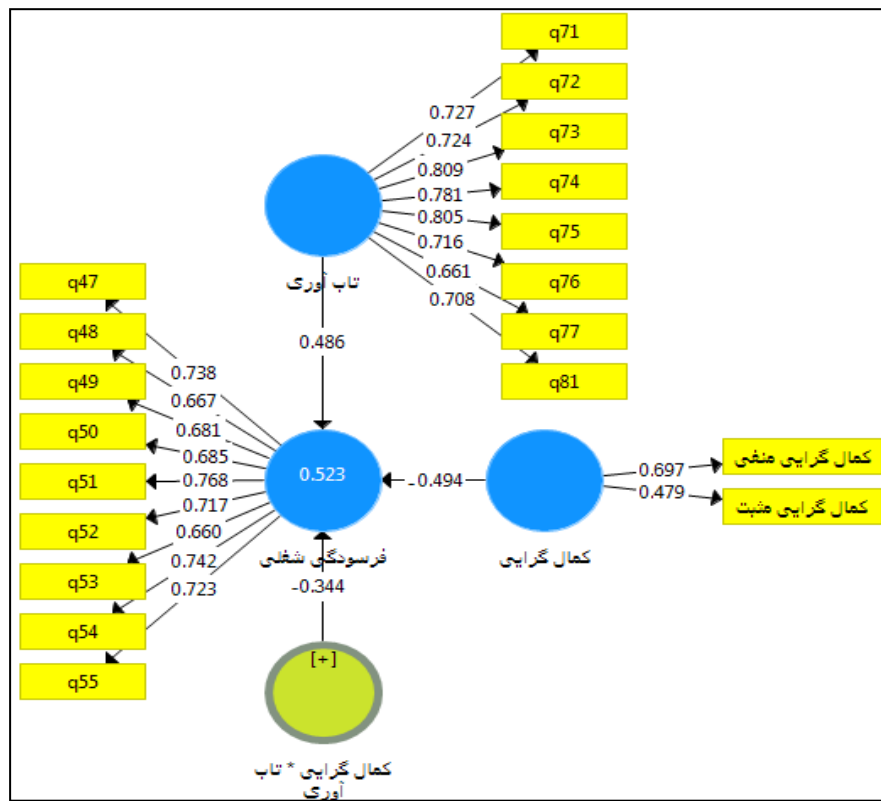 q71
q72
q73
q74
q75
q76
q77
q81
0.727
0.724
0.809
0.781
0.805
0.716
0.661
0.708
تاب آوری
0.486
q47
q48
q49
q50
q51
q52
q53
q54
q55
0.738
0.667
0.681
0.685
0.768
0.717
0.660
0.742
0.723
0.523
فرسودگی شغلی
-0.494
کمال گرایی
0.697
0.479
کمال گرایی منفی
کمال گرایی مثبت
-0.344
[+]
کمال گرایی * تاب
آوری